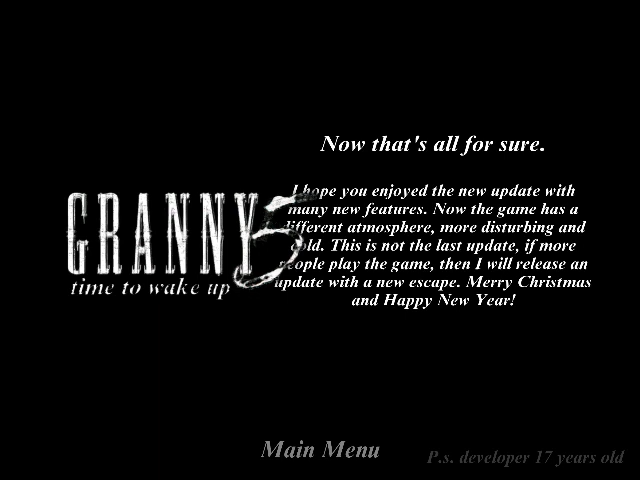 Now that's all for sure.
I hope you enjoyed the new update with
many new features. Now the game has a
different atmosphere, more disturbing and
old. This is not the last update, if more
people play the game, then I will release an
update with a new escape. Merry Christmas
and Happy New Year!
GRANNY 5
time to wake up
Main Menu
P.s. developer 17 years old